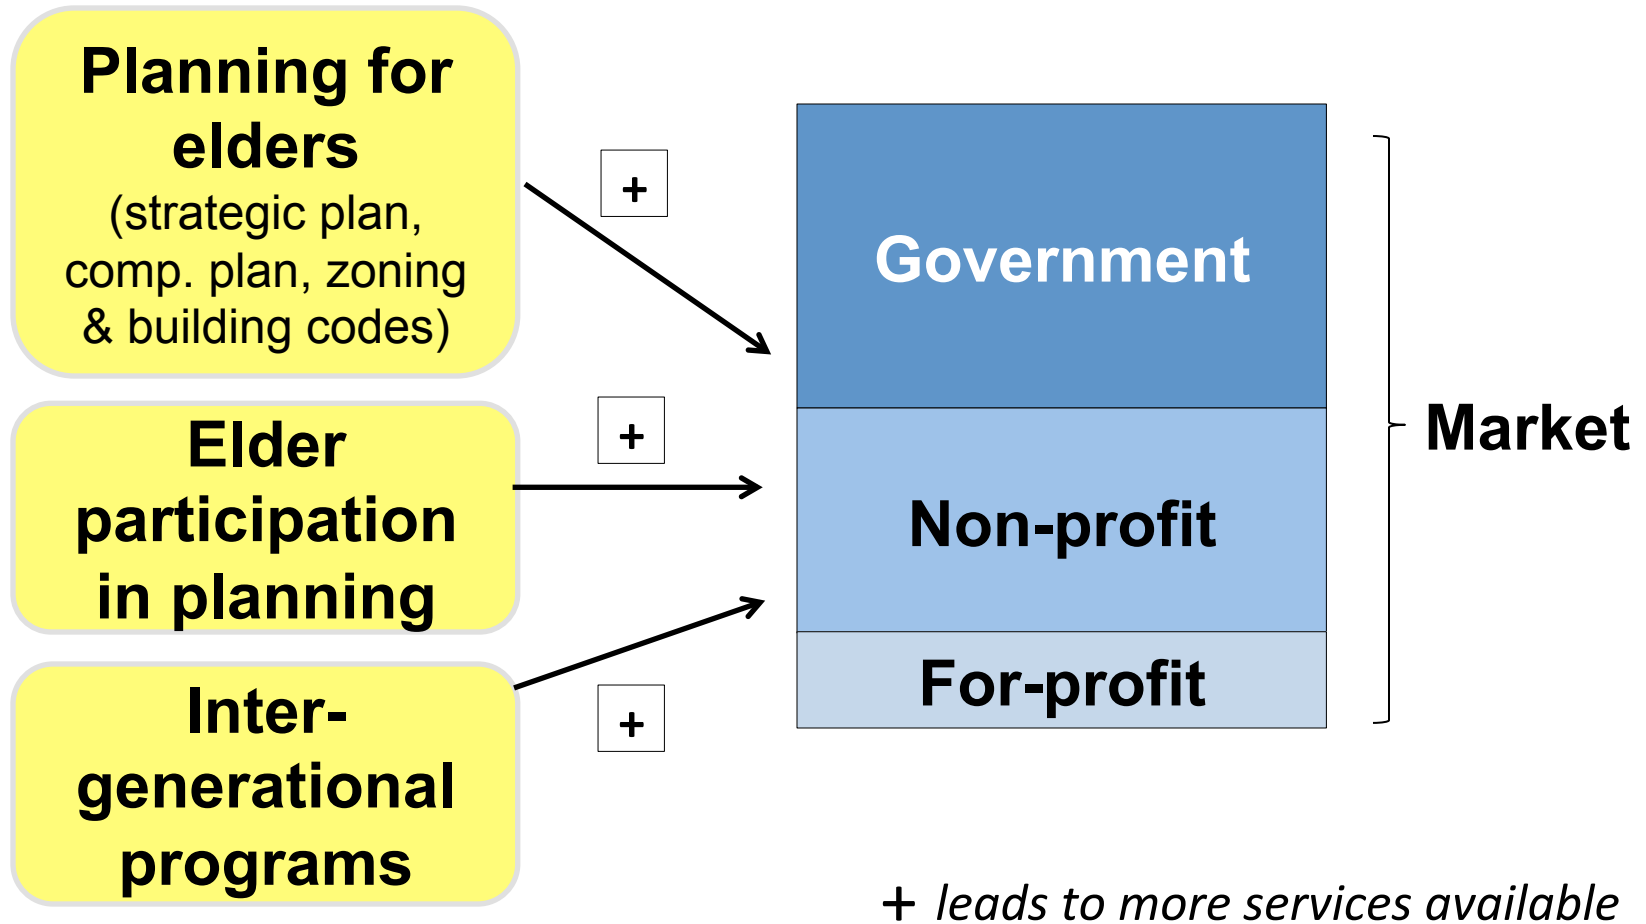 Planning for
elders
(strategic plan,
comp. plan, zoning
& building codes)
+
Elder
participation
in planning
+
Inter-
generational
programs
+
Government
Non-profit
For-profit
Market
+ leads to more services available